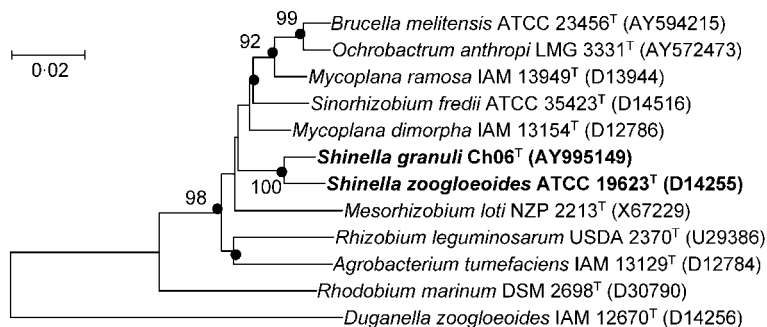 99
Brucella melitensis ATCC 23456ᵀ (AY594215)
92
Ochrobactrum anthropi LMG 3331ᵀ (AY572473)
0·02
Mycoplana ramosa IAM 13949ᵀ (D13944)
Sinorhizobium fredii ATCC 35423ᵀ (D14516)
Mycoplana dimorpha IAM 13154ᵀ (D12786)
Shinella granuli Ch06ᵀ (AY995149)
100
Shinella zoogloeoides ATCC 19623ᵀ (D14255)
98
Mesorhizobium loti NZP 2213ᵀ (X67229)
Rhizobium leguminosarum USDA 2370ᵀ (U29386)
Agrobacterium tumefaciens IAM 13129ᵀ (D12784)
Rhodobium marinum DSM 2698ᵀ (D30790)
Duganella zoogloeoides IAM 12670ᵀ (D14256)